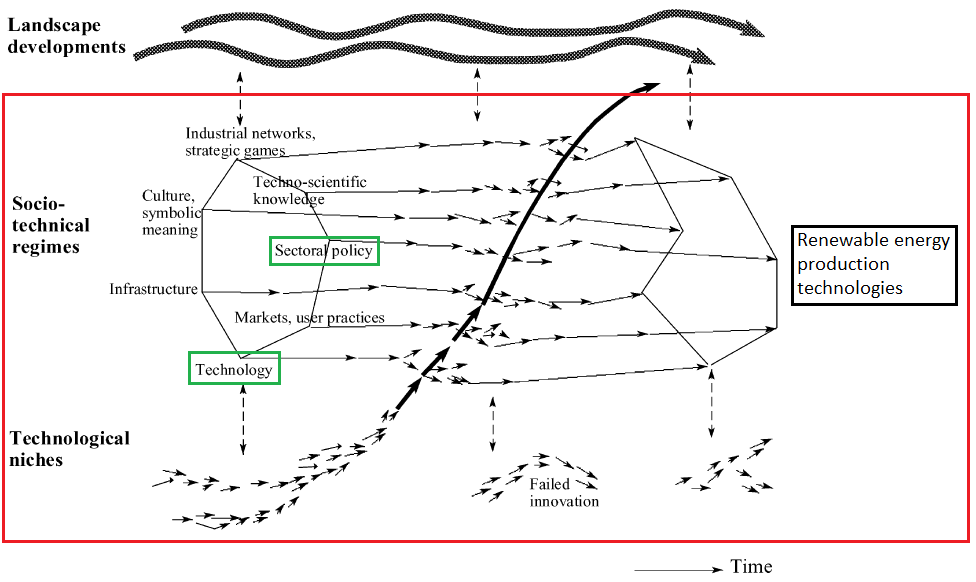 Landscape
developments
Industrial networks,
strategic games
Techno-scientific
knowledge
Culture,
symbolic
meaning
Socio-
technical
regimes
Sectoral policy
Renewable energy
production
technologies
Infrastructure
Markets, user practices
Technology
Technological
niches
Failed
innovation
Time